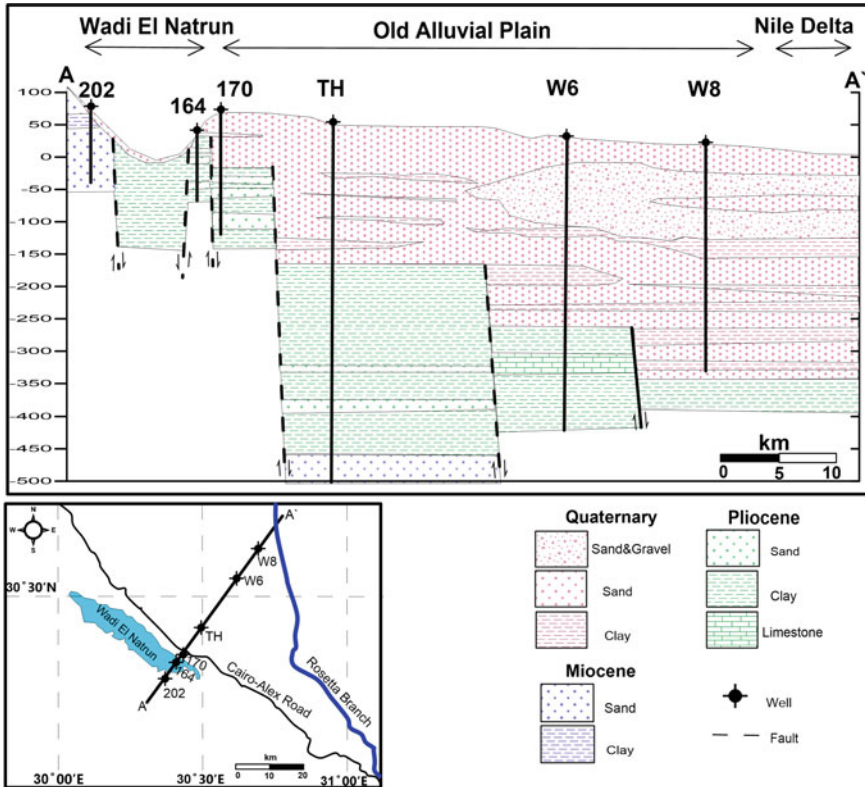 Wadi El Natrun Old Alluvial Plain Nile Delta
A 202 164 170 TH W6 W8 A`
100
50
0
-50
-100
-150
-200
-250
-300
-350
-400
-450
-500
km
0 5 10
N
W E
S
A`
W8
W6
30°30'N
TH
Wadi El Natrun
170
164
202
A
Cairo-Alex Road
Rosetta Branch
km
0 10 20
30°00'E 30°30'E 31°00'E
Quaternary
Sand&Gravel
Sand
Clay
Miocene
Sand
Clay
Pliocene
Sand
Clay
Limestone
Well
Fault